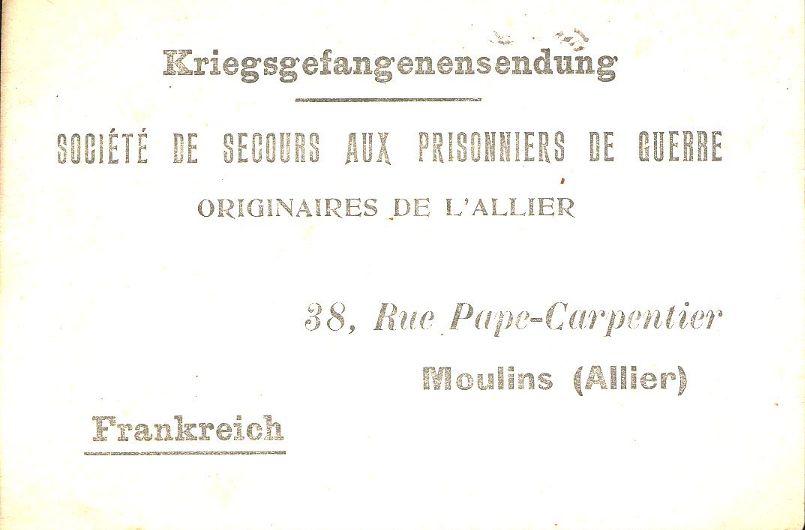 Kriegsgefangenensendung
SOCIÉTÉ DE SECOURS AUX PRISONNIERS DE GUERRE
ORIGINAIRES DE L'ALLIER
38, Rue Pape-Carpentier
Moulins (Allier)
Frankreich